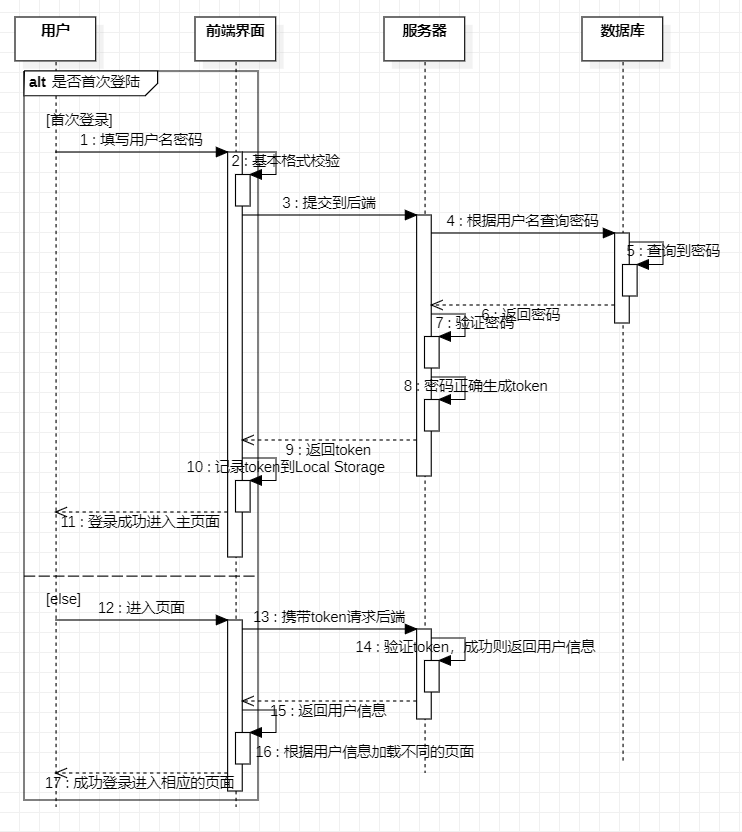 用户
前端界面
服务器
数据库
alt 是否首次登陆
[首次登录]
1 : 填写用户名密码
2 : 基本格式校验
3 : 提交到后端
4 : 根据用户名查询密码
5 : 查询到密码
6 : 返回密码
7 : 验证密码
8 : 密码正确生成token
9 : 返回token
10 : 记录token到Local Storage
11 : 登录成功进入主页面
[else]
12 : 进入页面
13 : 携带token请求后端
14 : 验证token，成功则返回用户信息
15 : 返回用户信息
16 : 根据用户信息加载不同的页面
17 : 成功登录进入相应的页面